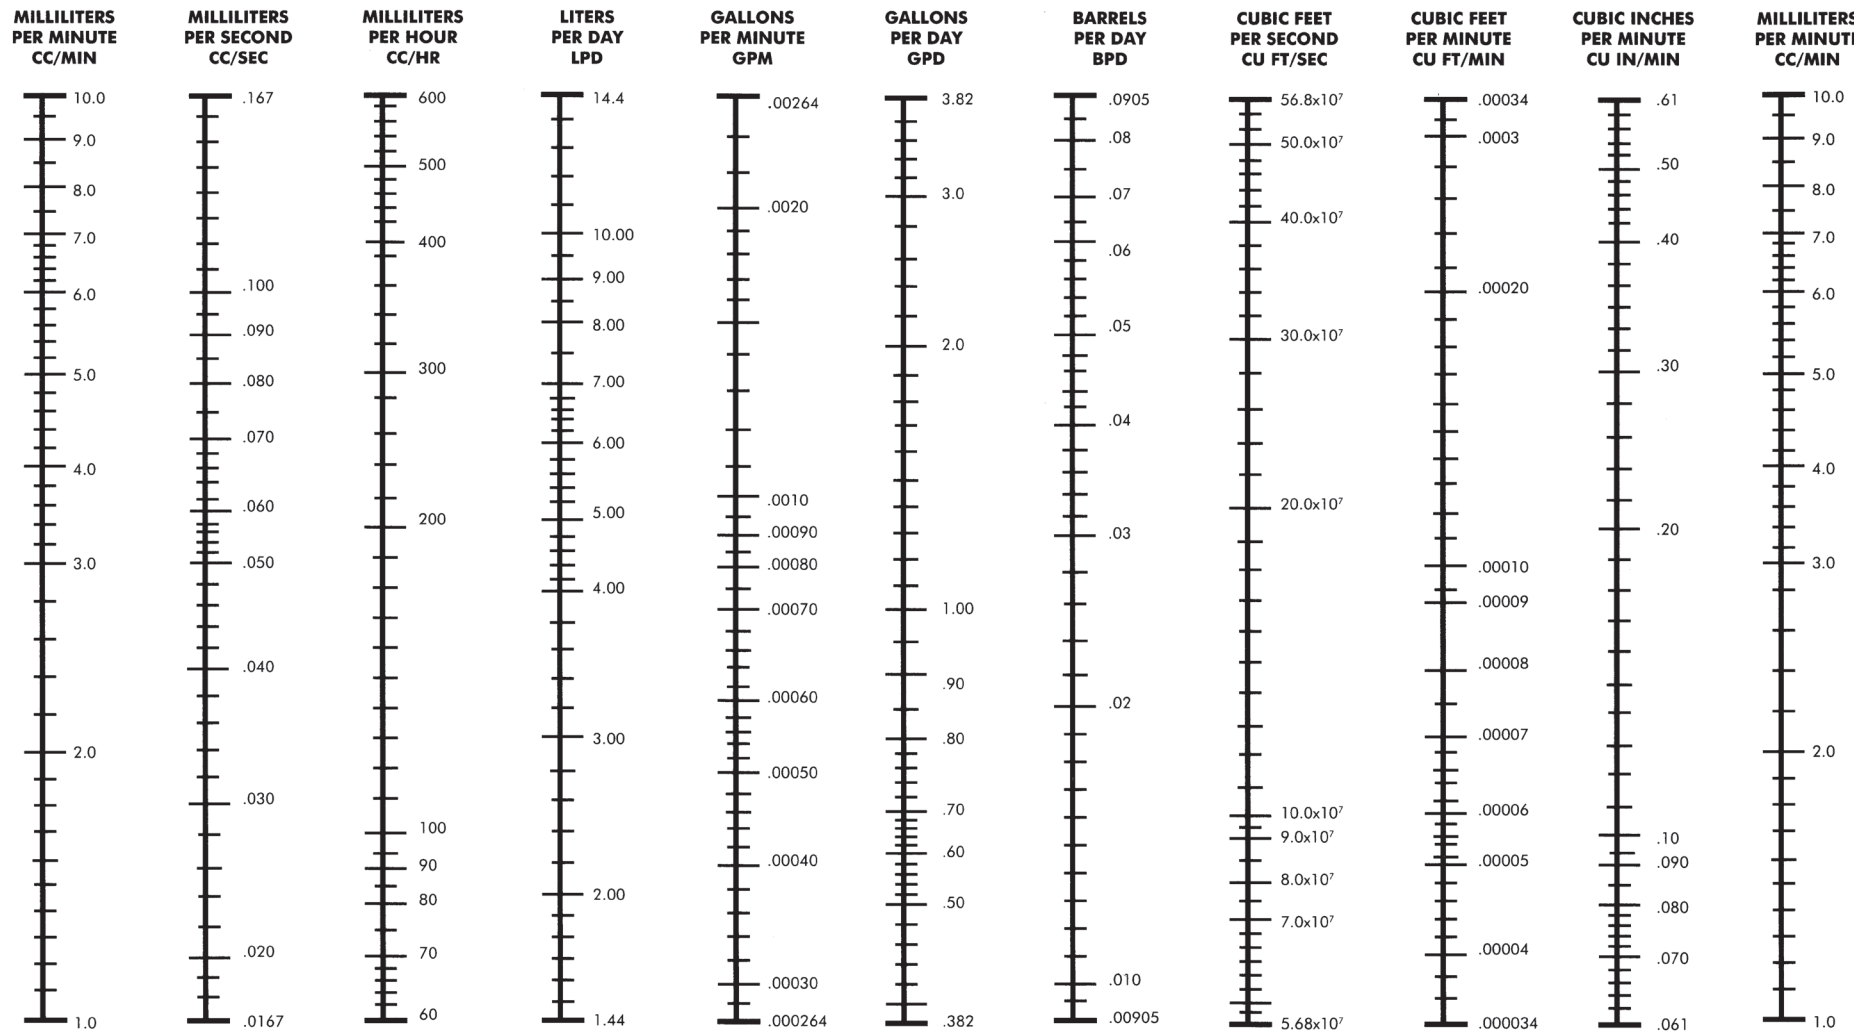 MILLILITERS
PER MINUTE
CC/MIN
10.0
9.0
8.0
7.0
6.0
5.0
4.0
3.0
2.0
1.0
MILLILITERS
PER SECOND
CC/SEC
.167
.100
.090
.080
.070
.060
.050
.040
.030
.020
.0167
MILLILITERS
PER HOUR
CC/HR
600
500
400
300
200
100
90
80
70
60
LITERS
PER DAY
LPD
14.4
10.00
9.00
8.00
7.00
6.00
5.00
4.00
3.00
2.00
1.44
GALLONS
PER MINUTE
GPM
.00264
.0020
.0010
.00090
.00080
.00070
.00060
.00050
.00040
.00030
.000264
GALLONS
PER DAY
GPD
3.82
3.0
2.0
1.00
.90
.80
.70
.60
.50
.382
BARRELS
PER DAY
BPD
.0905
.08
.07
.06
.05
.04
.03
.02
.010
.00905
CUBIC FEET
PER SECOND
CU FT/SEC
56.8x10⁷
50.0x10⁷
40.0x10⁷
30.0x10⁷
20.0x10⁷
10.0x10⁷
9.0x10⁷
8.0x10⁷
7.0x10⁷
5.68x10⁷
CUBIC FEET
PER MINUTE
CU FT/MIN
.00034
.0003
.00020
.00010
.00009
.00008
.00007
.00006
.00005
.00004
.000034
CUBIC INCHES
PER MINUTE
CU IN/MIN
.61
.50
.40
.30
.20
.10
.090
.080
.070
.061
MILLILITERS
PER MINUTE
CC/MIN
10.0
9.0
8.0
7.0
6.0
5.0
4.0
3.0
2.0
1.0